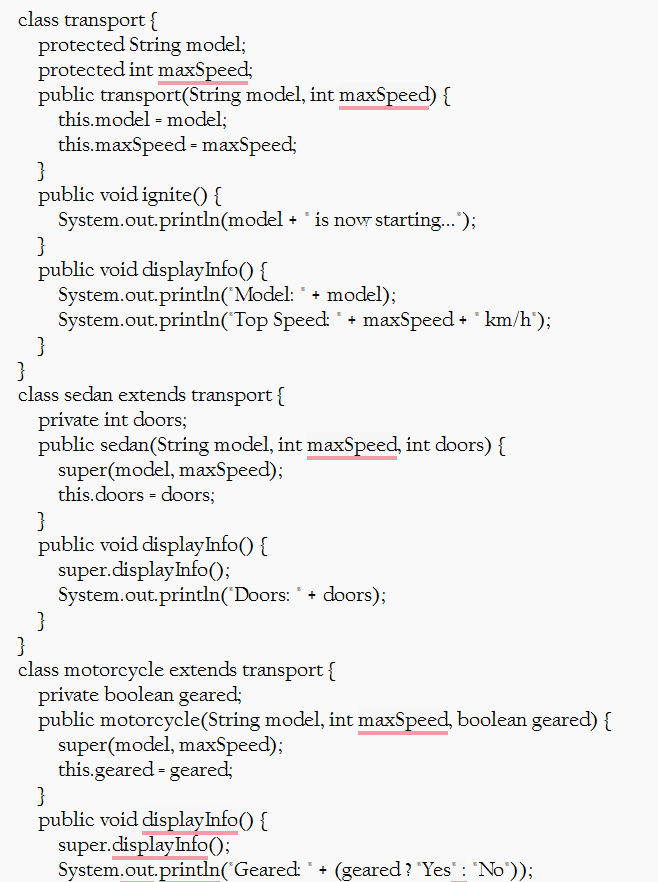 class transport {
protected String model;
protected int maxSpeed;
public transport(String model, int maxSpeed) {
this.model = model;
this.maxSpeed = maxSpeed;
}
public void ignite() {
System.out.println(model + " is now starting...");
}
public void displayInfo() {
System.out.println("Model: " + model);
System.out.println("Top Speed: " + maxSpeed + " km/h");
}
}
class sedan extends transport {
private int doors;
public sedan(String model, int maxSpeed, int doors) {
super(model, maxSpeed);
this.doors = doors;
}
public void displayInfo() {
super.displayInfo();
System.out.println("Doors: " + doors);
}
}
class motorcycle extends transport {
private boolean geared;
public motorcycle(String model, int maxSpeed, boolean geared) {
super(model, maxSpeed);
this.geared = geared;
}
public void displayInfo() {
super.displayInfo();
System.out.println("Geared: " + (geared ? "Yes" : "No"));